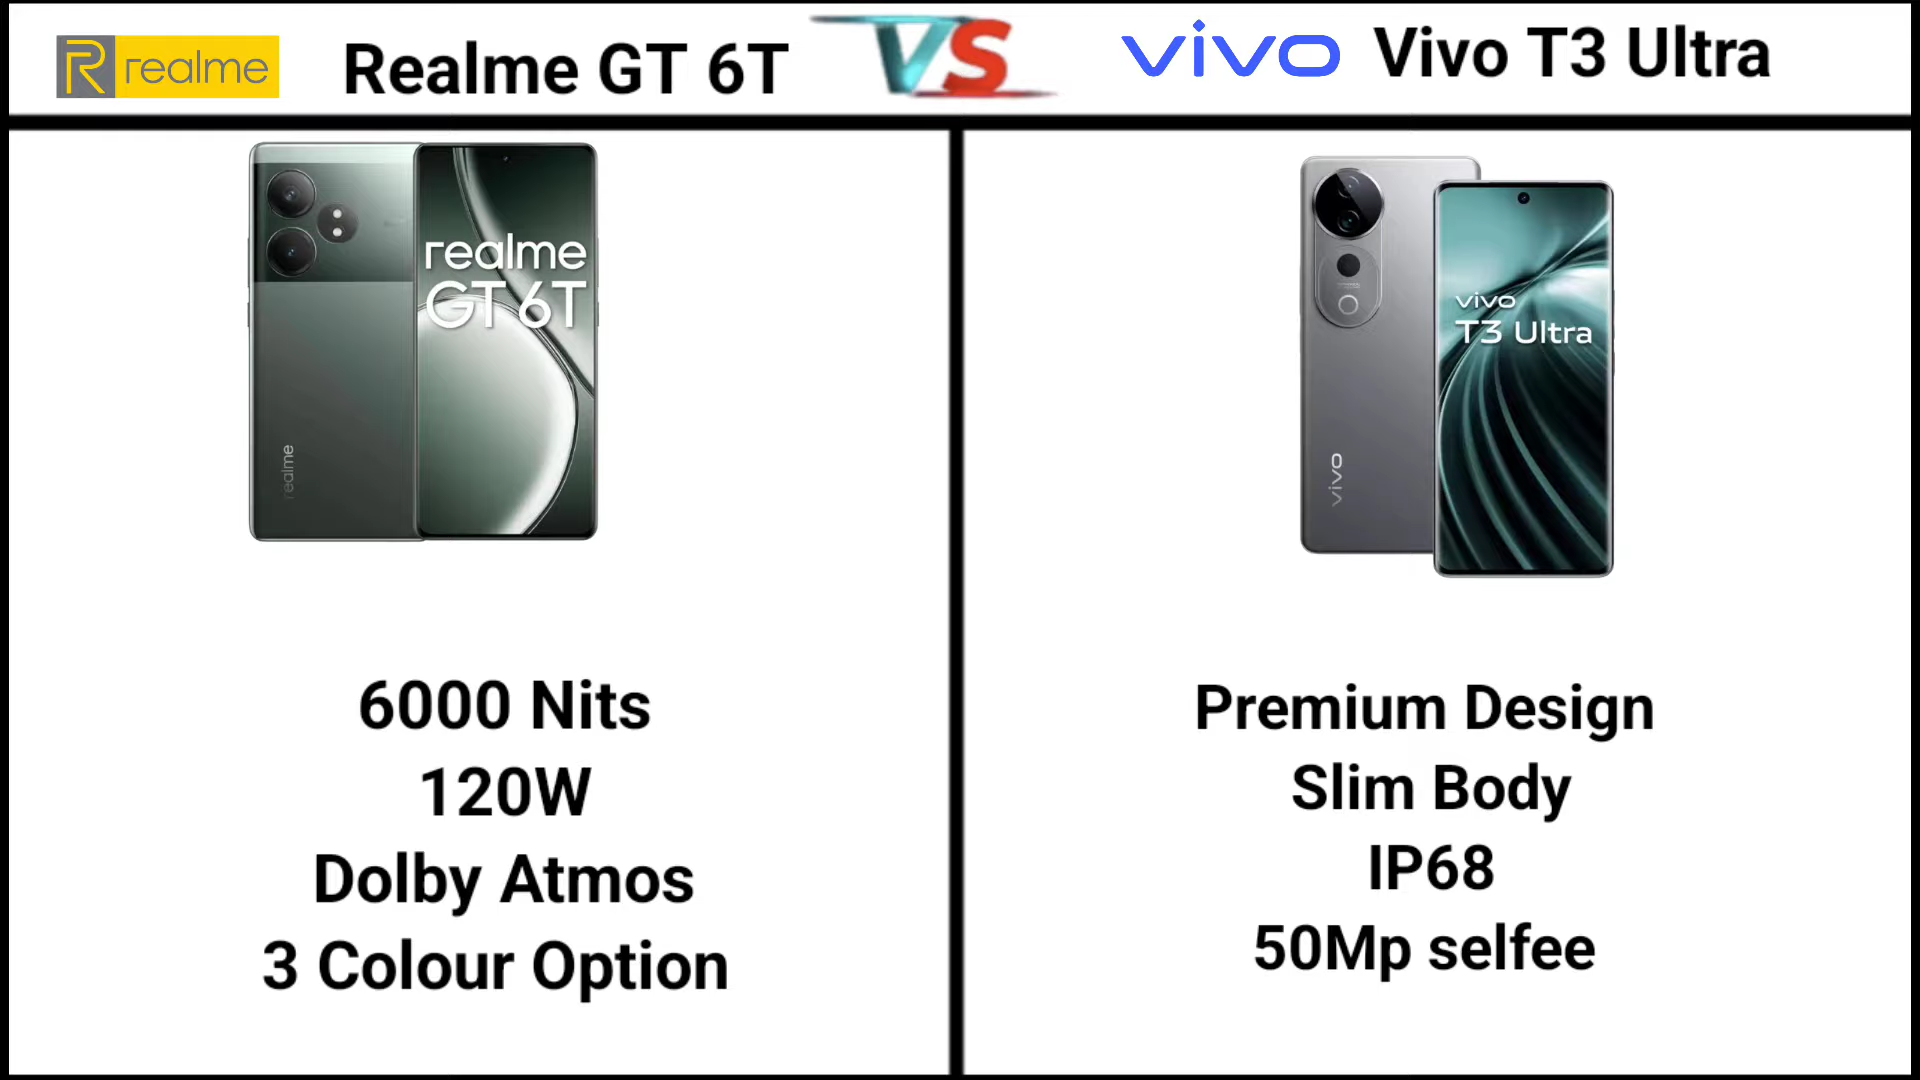 realme
Realme GT 6T
VS
vivo
Vivo T3 Ultra
realme
GT 6T
realme
vivo
T3 Ultra
vivo
6000 Nits
120W
Dolby Atmos
3 Colour Option
Premium Design
Slim Body
IP68
50Mp selfee